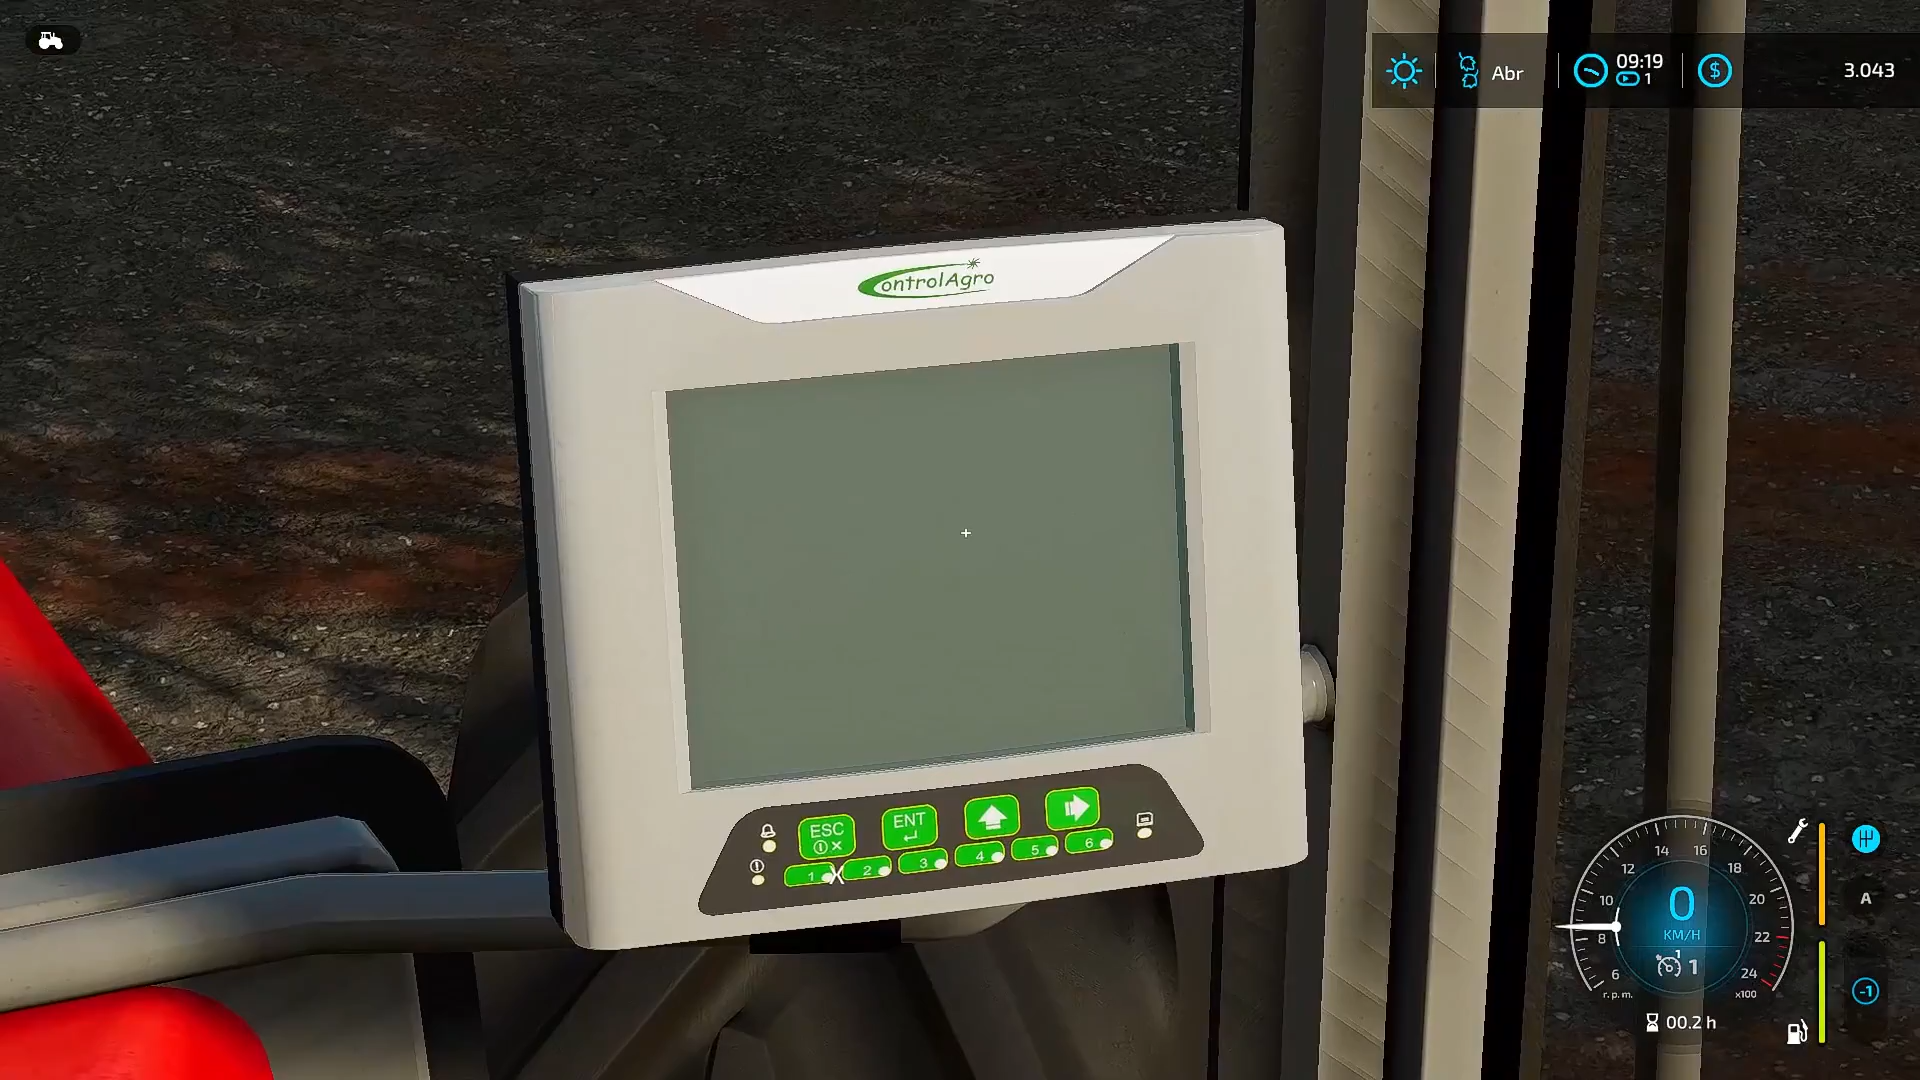 Abr
09:19
1
3.043
ontrolAgro
ESC
ENT
1 2 3 4 5 6
6 8 10 12 14 16 18 20 22 24
r.p.m.
x100
0
KM/H
1
1
00.2 h
A
-1